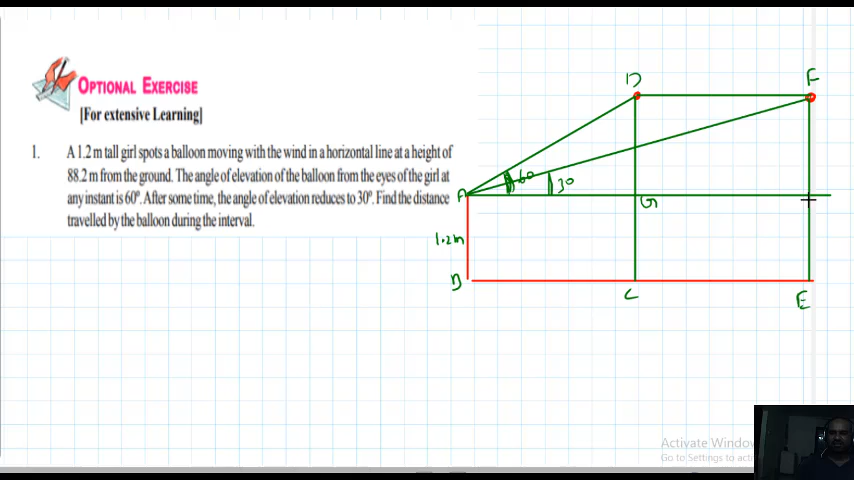 OPTIONAL EXERCISE
[For extensive Learning]
1. A 1.2 m tall girl spots a balloon moving with the wind in a horizontal line at a height of
88.2 m from the ground. The angle of elevation of the balloon from the eyes of the girl at
any instant is 60°. After some time, the angle of elevation reduces to 30°. Find the distance
travelled by the balloon during the interval.
D F
60
30
A
G
1.2m
B
C E
Activate Window
Go to Settings to acti